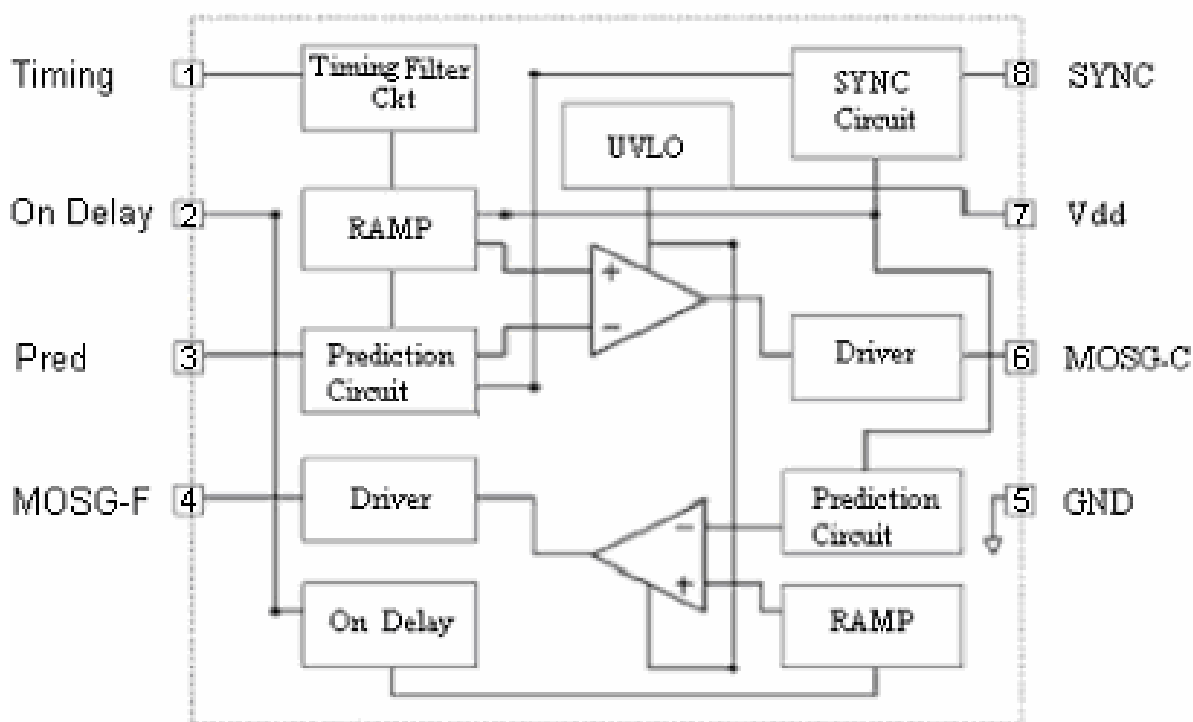 Timing
1
Timing Filter
Ckt
SYNC
Circuit
8
SYNC
UVLO
On Delay
2
RAMP
7
Vdd
+
−
Pred
3
Prediction
Circuit
Driver
6
MOSG-C
MOSG-F
4
Driver
Prediction
Circuit
5
GND
−
+
On Delay
RAMP